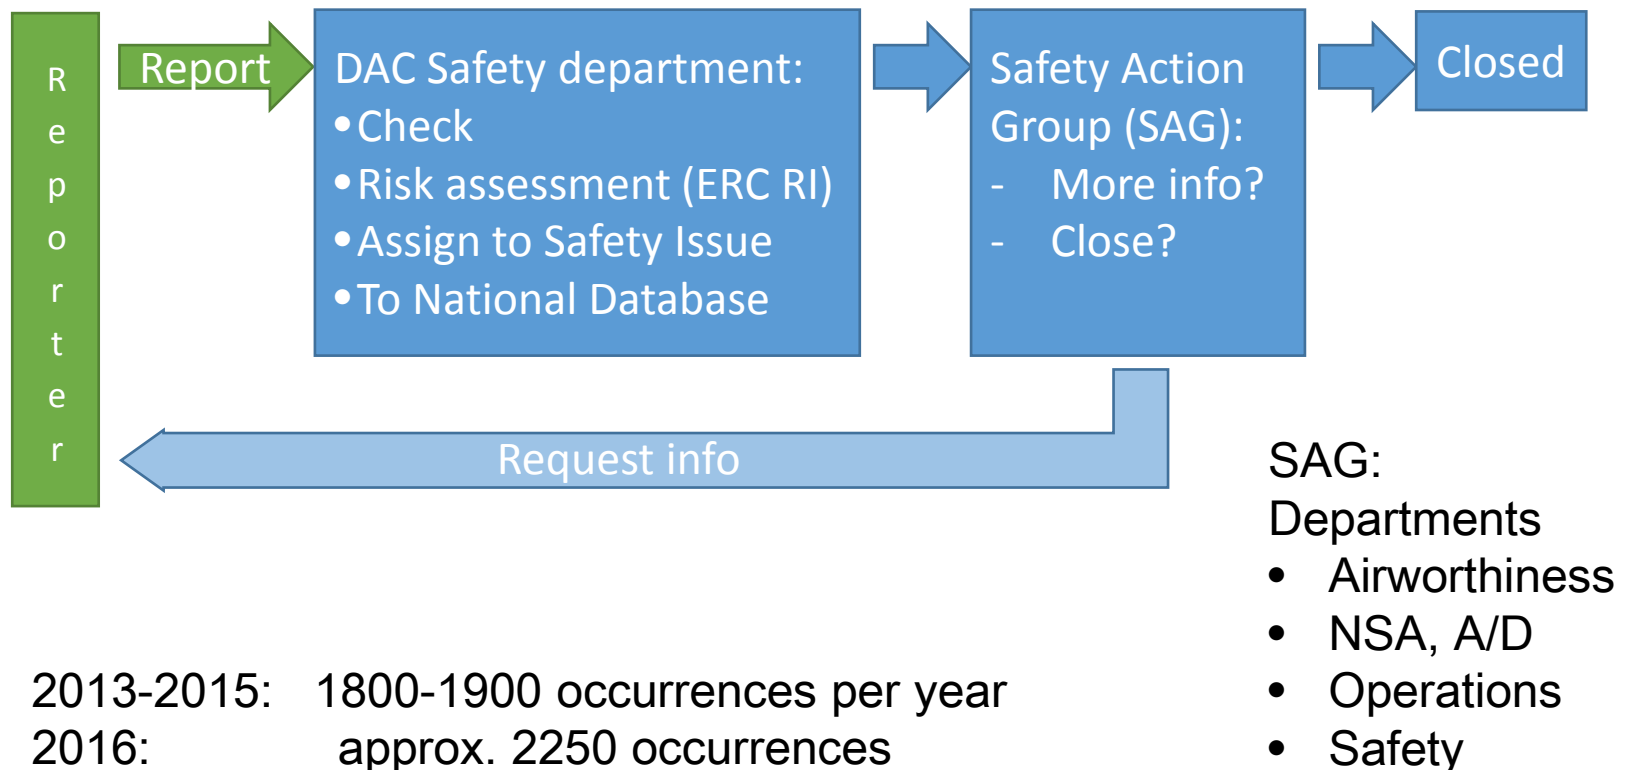 Reporter
Report
DAC Safety department:
•Check
•Risk assessment (ERC RI)
•Assign to Safety Issue
•To National Database
Safety Action
Group (SAG):
- More info?
- Close?
Closed
Request info
SAG:
Departments
• Airworthiness
• NSA, A/D
• Operations
• Safety
2013-2015: 1800-1900 occurrences per year
2016: approx. 2250 occurrences